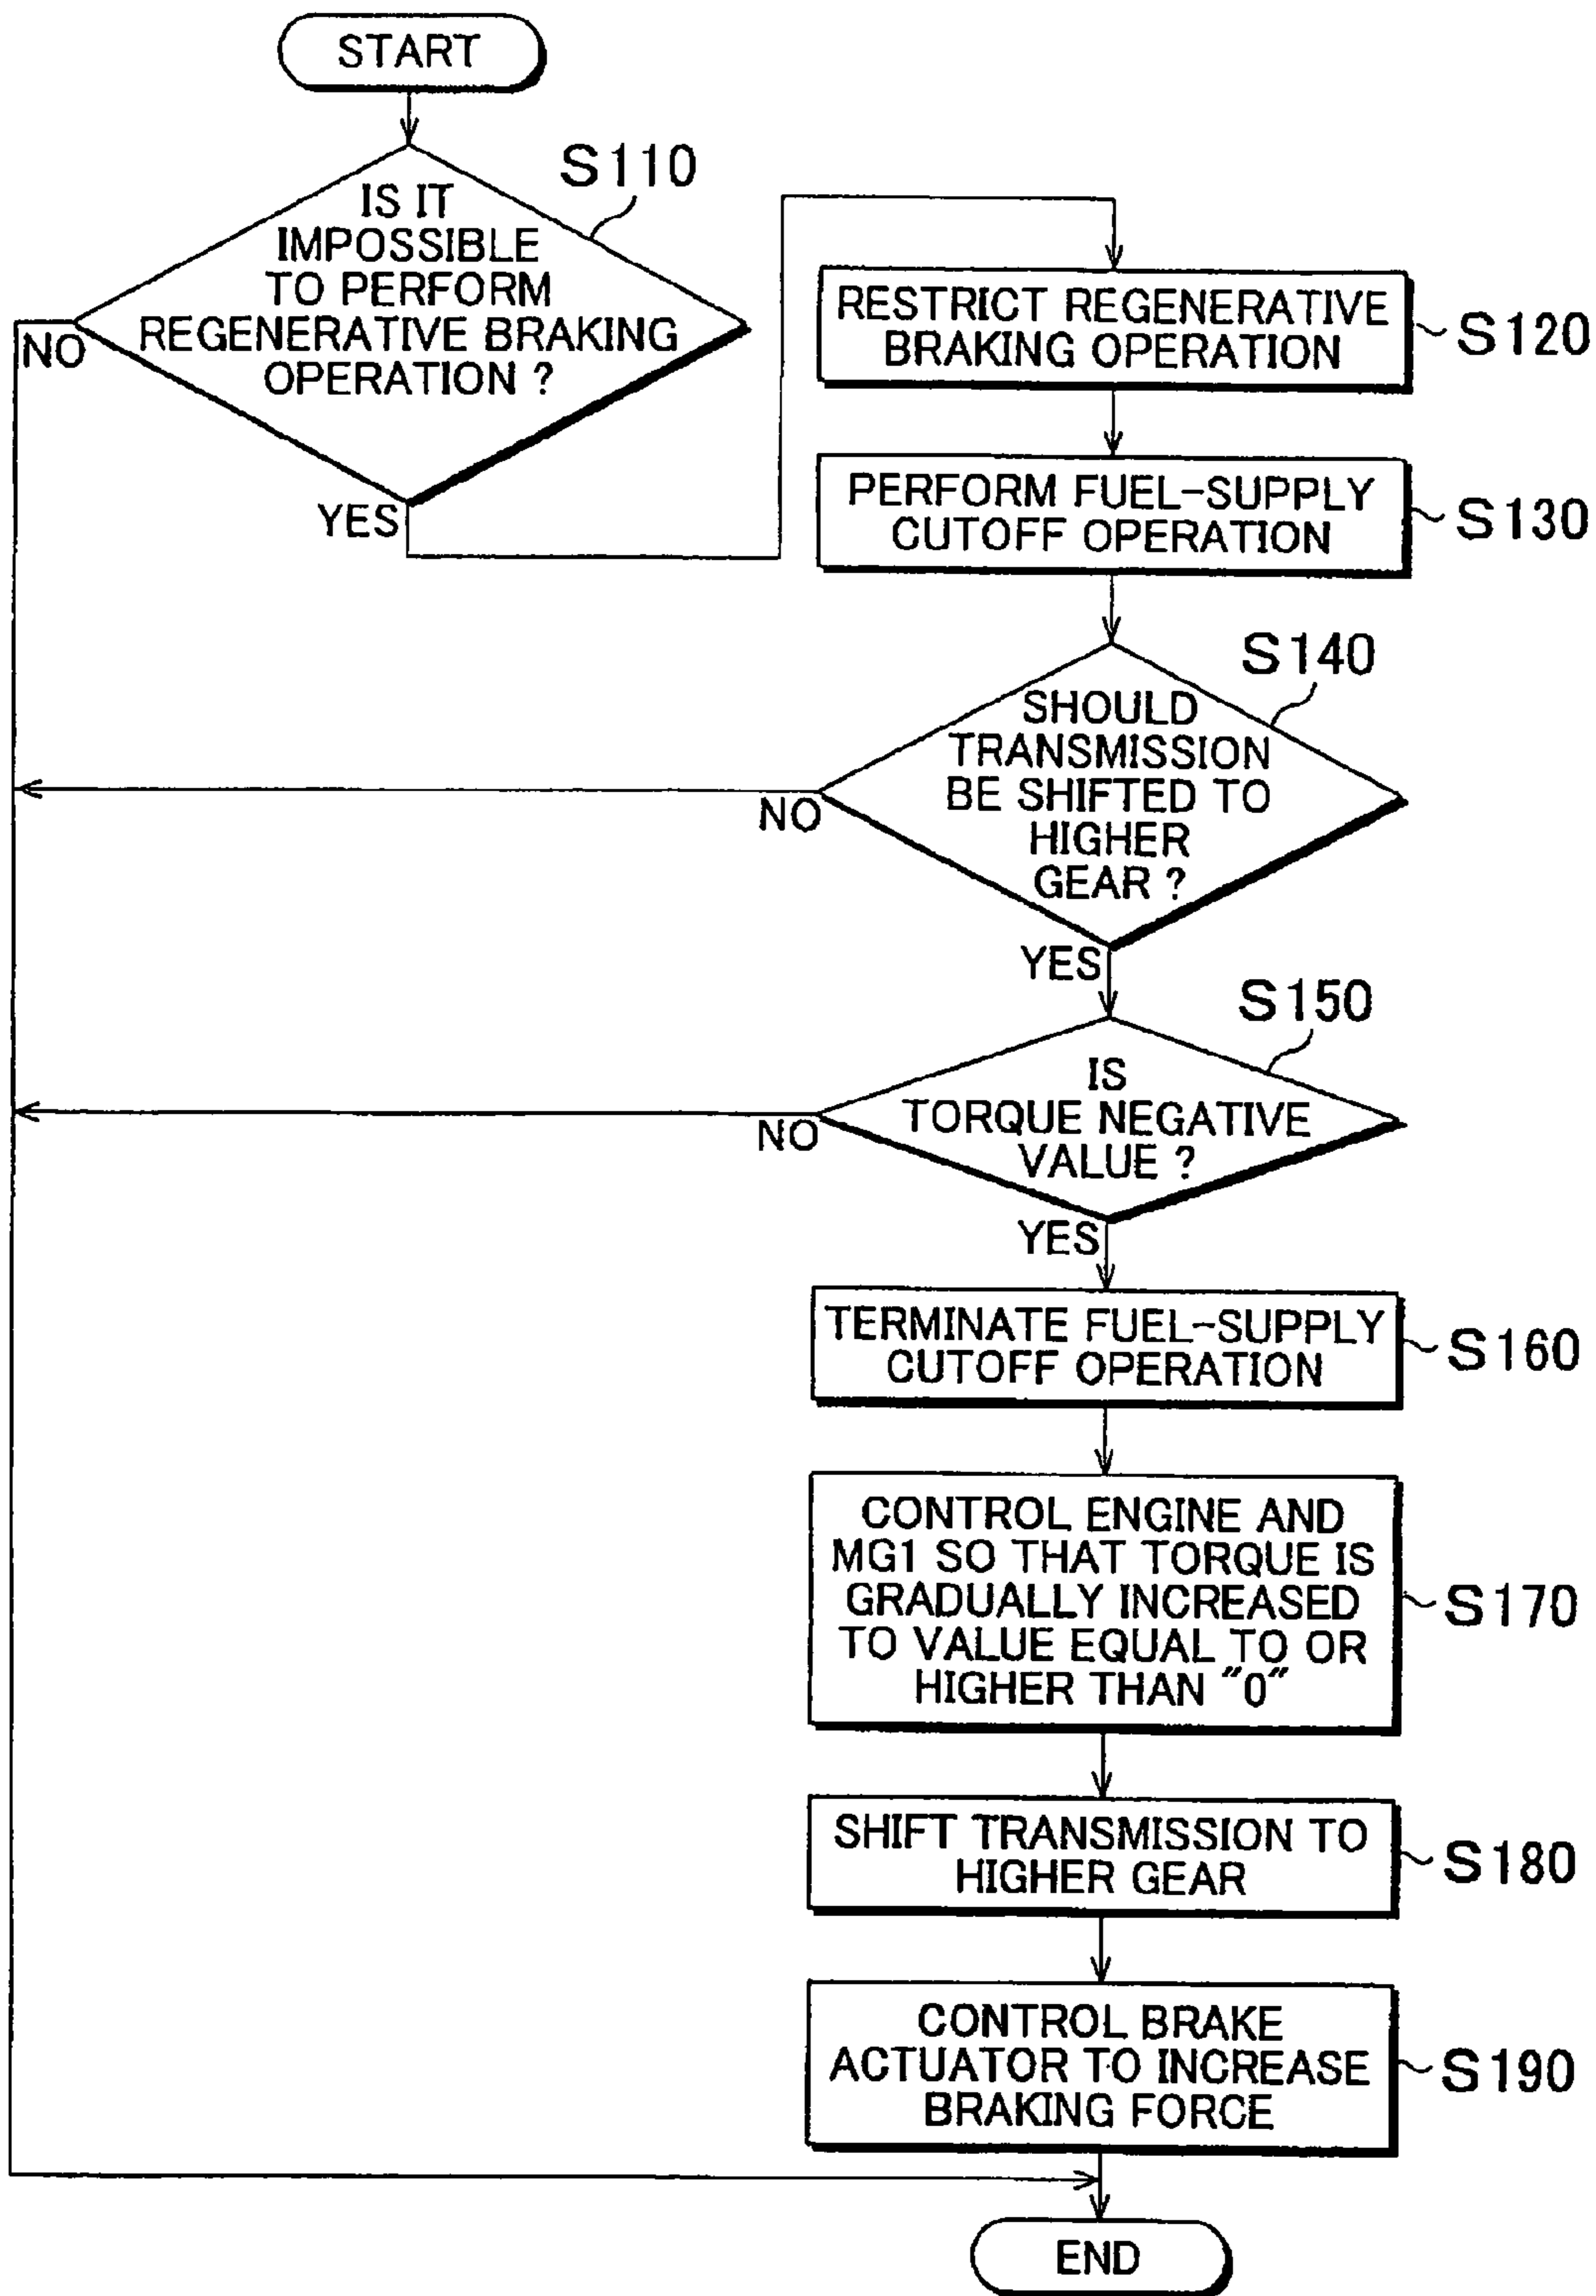 START
S110
IS IT
IMPOSSIBLE
TO PERFORM
REGENERATIVE BRAKING
OPERATION ?
NO
YES
RESTRICT REGENERATIVE
BRAKING OPERATION
S120
PERFORM FUEL-SUPPLY
CUTOFF OPERATION
S130
S140
SHOULD
TRANSMISSION
BE SHIFTED TO
HIGHER
GEAR ?
NO
YES
S150
IS
TORQUE NEGATIVE
VALUE ?
NO
YES
TERMINATE FUEL-SUPPLY
CUTOFF OPERATION
S160
CONTROL ENGINE AND
MG1 SO THAT TORQUE IS
GRADUALLY INCREASED
TO VALUE EQUAL TO OR
HIGHER THAN "0"
S170
SHIFT TRANSMISSION TO
HIGHER GEAR
S180
CONTROL BRAKE
ACTUATOR TO INCREASE
BRAKING FORCE
S190
END